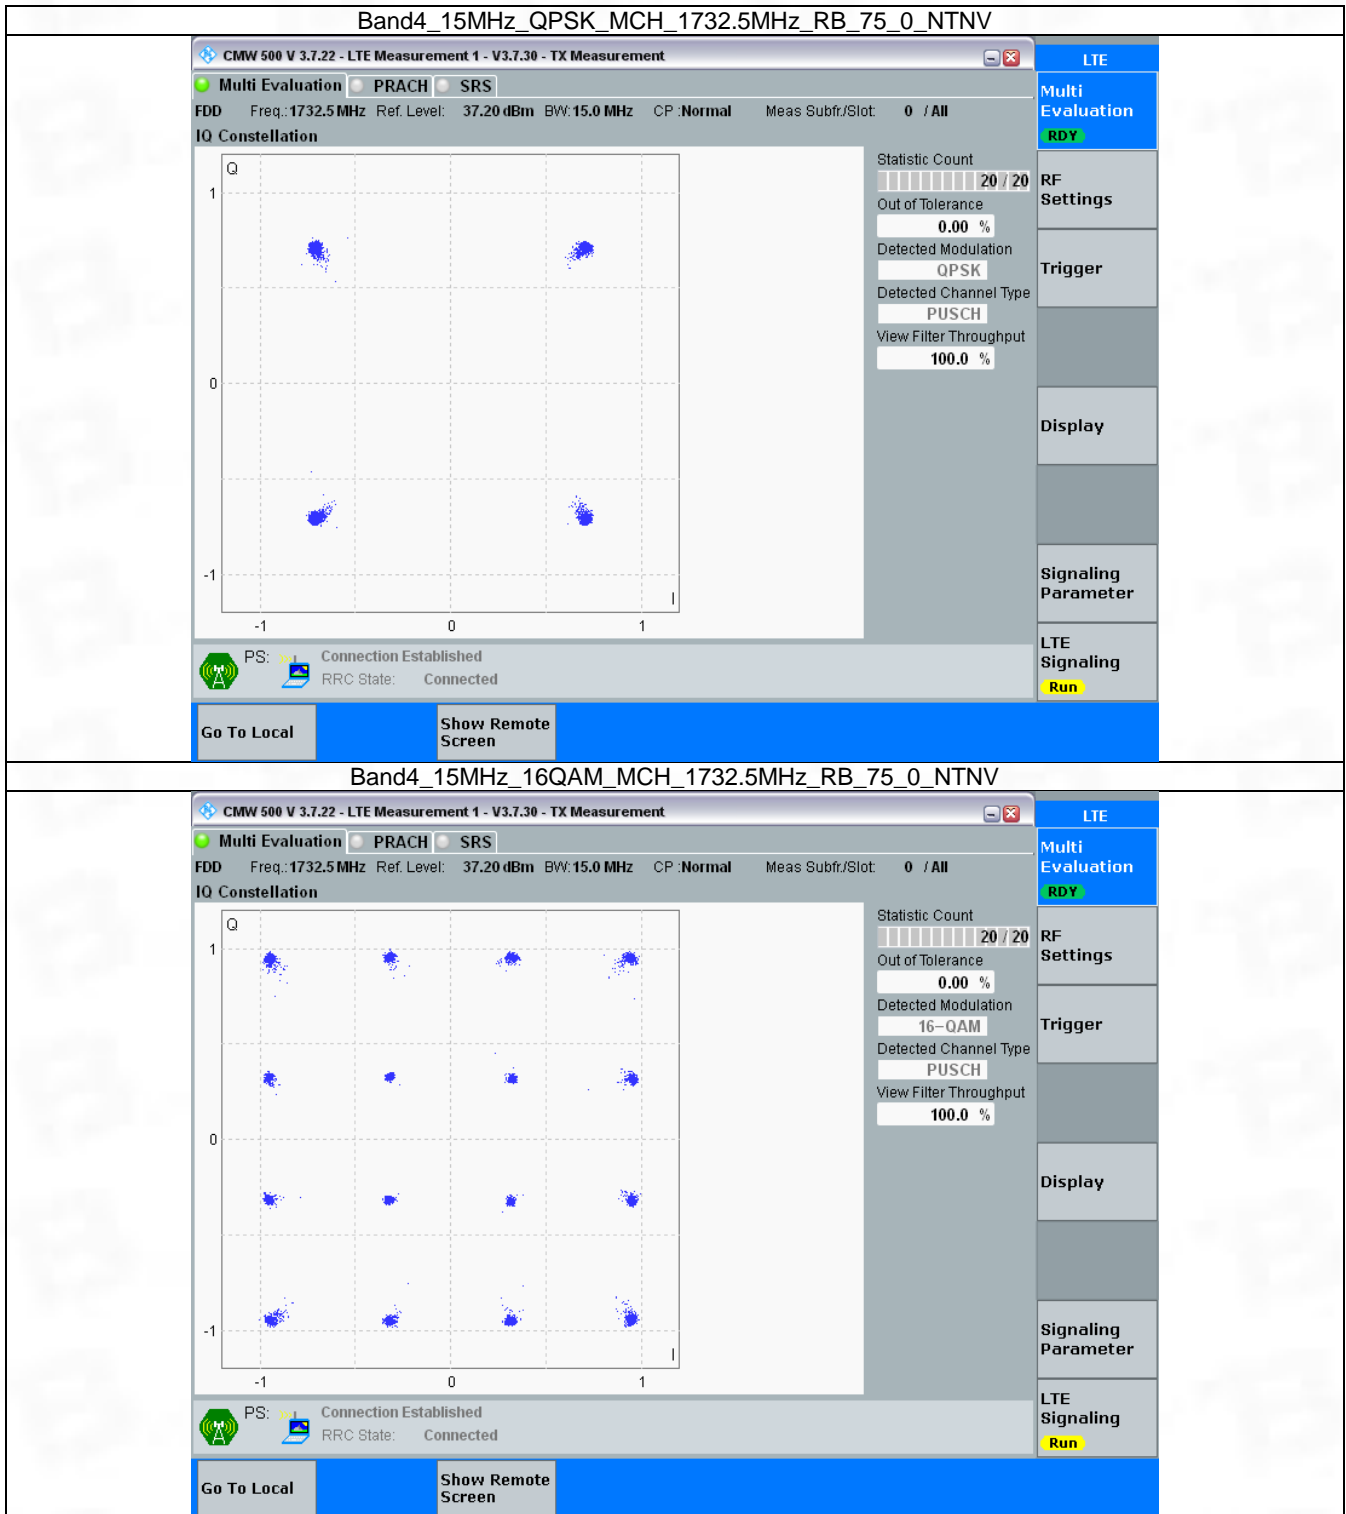 Band4_15MHz_QPSK_MCH_1732.5MHz_RB_75_0_NTNV
CMW 500 V 3.7.22 - LTE Measurement 1 - V3.7.30 - TX Measurement
LTE
Multi Evaluation PRACH SRS
Multi
Evaluation
RDY
FDD Freq.: 1732.5 MHz Ref. Level: 37.20 dBm BW: 15.0 MHz CP : Normal Meas Subfr./Slot: 0 / All
IQ Constellation
Q
1
0
-1
I
-1 0 1
Statistic Count
20 / 20
Out of Tolerance
0.00 %
Detected Modulation
QPSK
Detected Channel Type
PUSCH
View Filter Throughput
100.0 %
RF
Settings
Trigger
Display
Signaling
Parameter
LTE
Signaling
Run
PS: Connection Established
RRC State: Connected
Go To Local
Show Remote
Screen
Band4_15MHz_16QAM_MCH_1732.5MHz_RB_75_0_NTNV
CMW 500 V 3.7.22 - LTE Measurement 1 - V3.7.30 - TX Measurement
LTE
Multi Evaluation PRACH SRS
Multi
Evaluation
RDY
FDD Freq.: 1732.5 MHz Ref. Level: 37.20 dBm BW: 15.0 MHz CP : Normal Meas Subfr./Slot: 0 / All
IQ Constellation
Q
1
0
-1
I
-1 0 1
Statistic Count
20 / 20
Out of Tolerance
0.00 %
Detected Modulation
16-QAM
Detected Channel Type
PUSCH
View Filter Throughput
100.0 %
RF
Settings
Trigger
Display
Signaling
Parameter
LTE
Signaling
Run
PS: Connection Established
RRC State: Connected
Go To Local
Show Remote
Screen